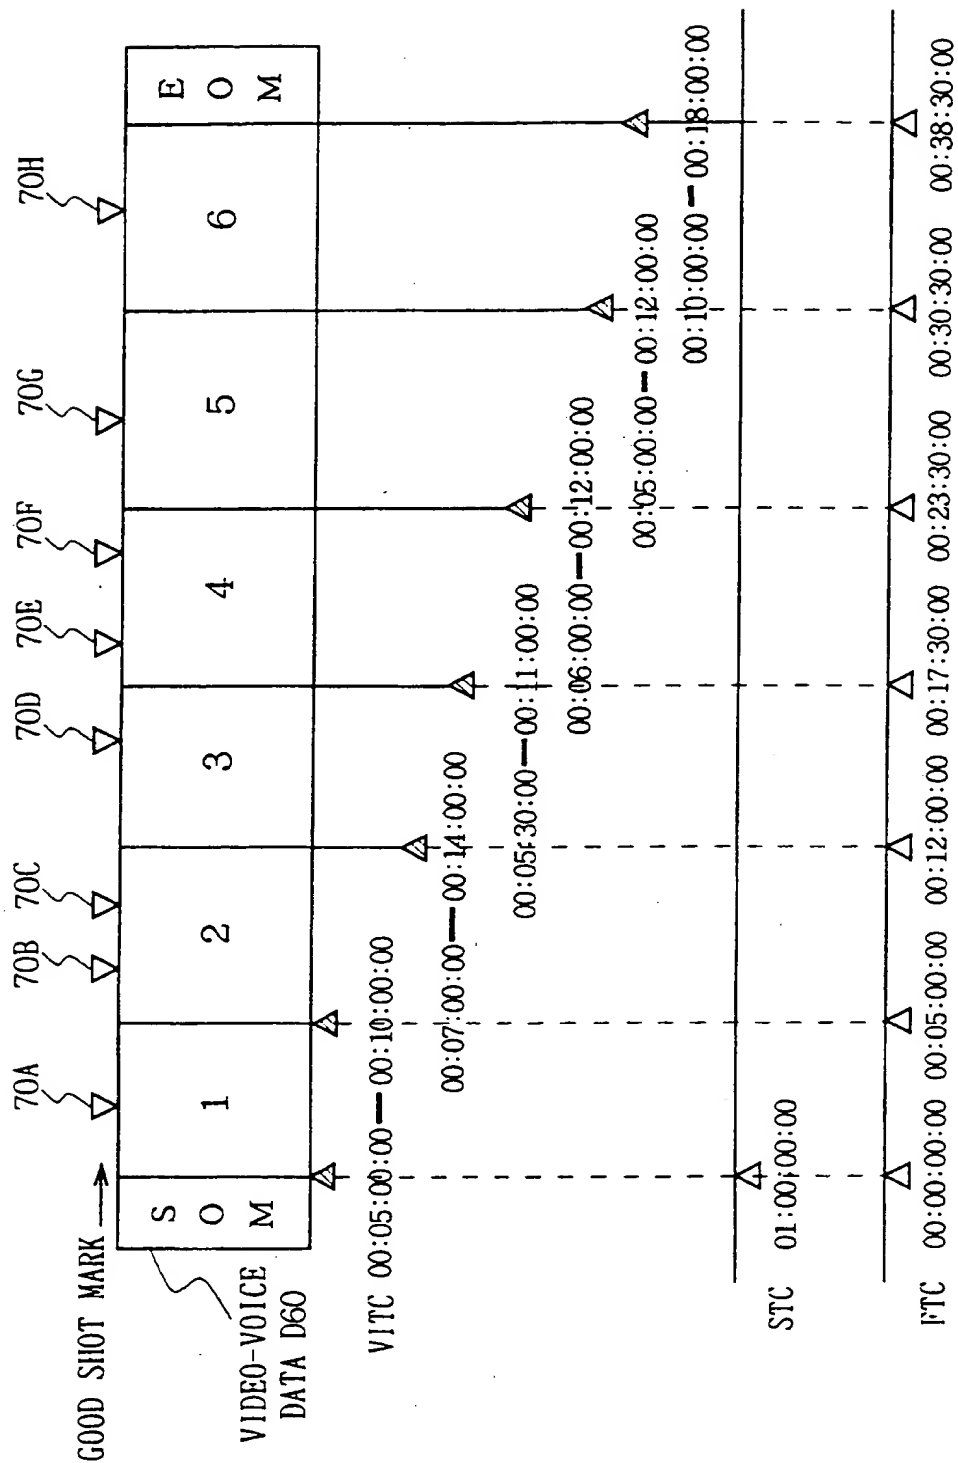 GOOD SHOT MARK
70A
70B
70C
70D
70E
70F
70G
70H
SOM
1
2
3
4
5
6
EOM
VIDEO-VOICE
DATA D60
VITC 00:05:00:00 — 00:10:00:00
00:07:00:00 — 00:14:00:00
00:05:30:00 — 00:11:00:00
00:06:00:00 — 00:12:00:00
00:05:00:00 — 00:12:00:00
00:10:00:00 — 00:18:00:00
STC 01:00:00:00
FTC 00:00:00:00 00:05:00:00 00:12:00:00 00:17:30:00 00:23:30:00 00:30:30:00 00:38:30:00